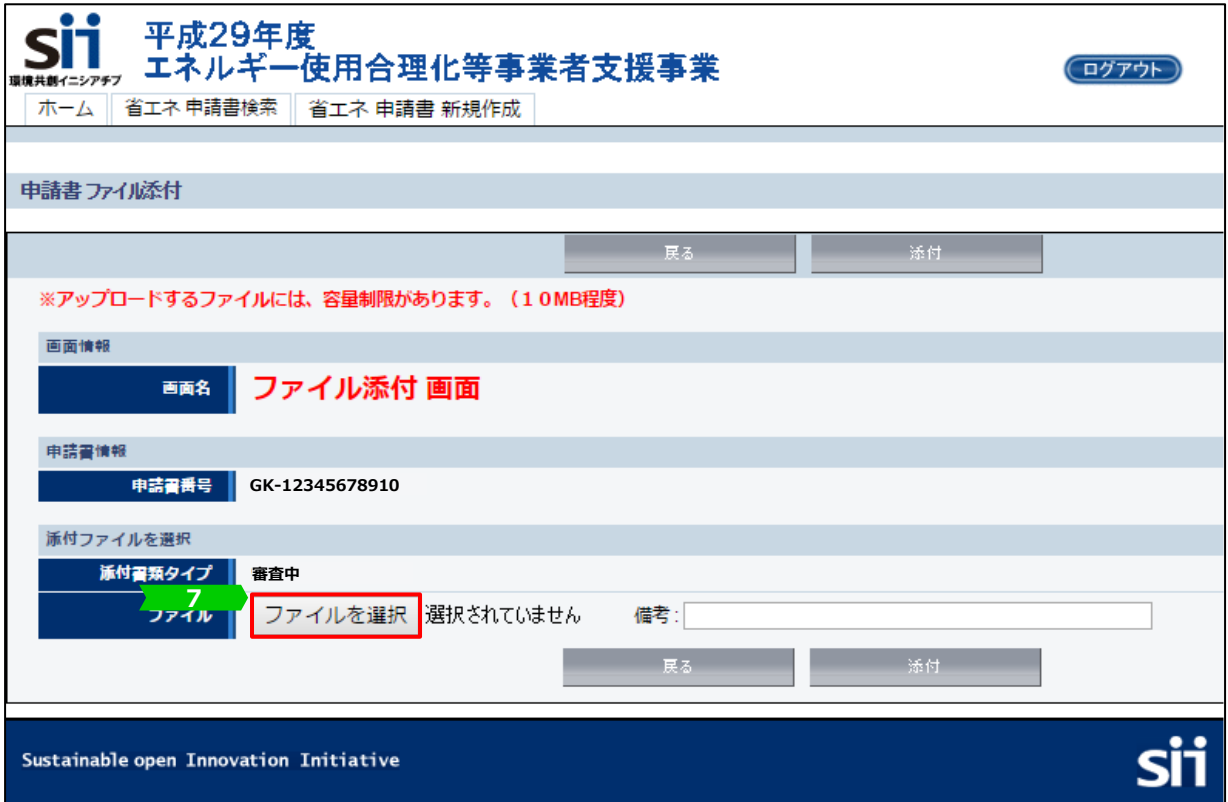 sii
環境共創イニシアチブ
平成29年度
エネルギー使用合理化等事業者支援事業
ログアウト
ホーム 省エネ 申請書検索 省エネ 申請書 新規作成
申請書 ファイル添付
戻る 添付
※アップロードするファイルには、容量制限があります。（１０MB程度）
画面情報
画面名 ファイル添付 画面
申請書情報
申請書番号 GK-12345678910
添付ファイルを選択
添付書類タイプ 審査中
7
ファイル ファイルを選択 選択されていません 備考:
戻る 添付
Sustainable open Innovation Initiative
sii